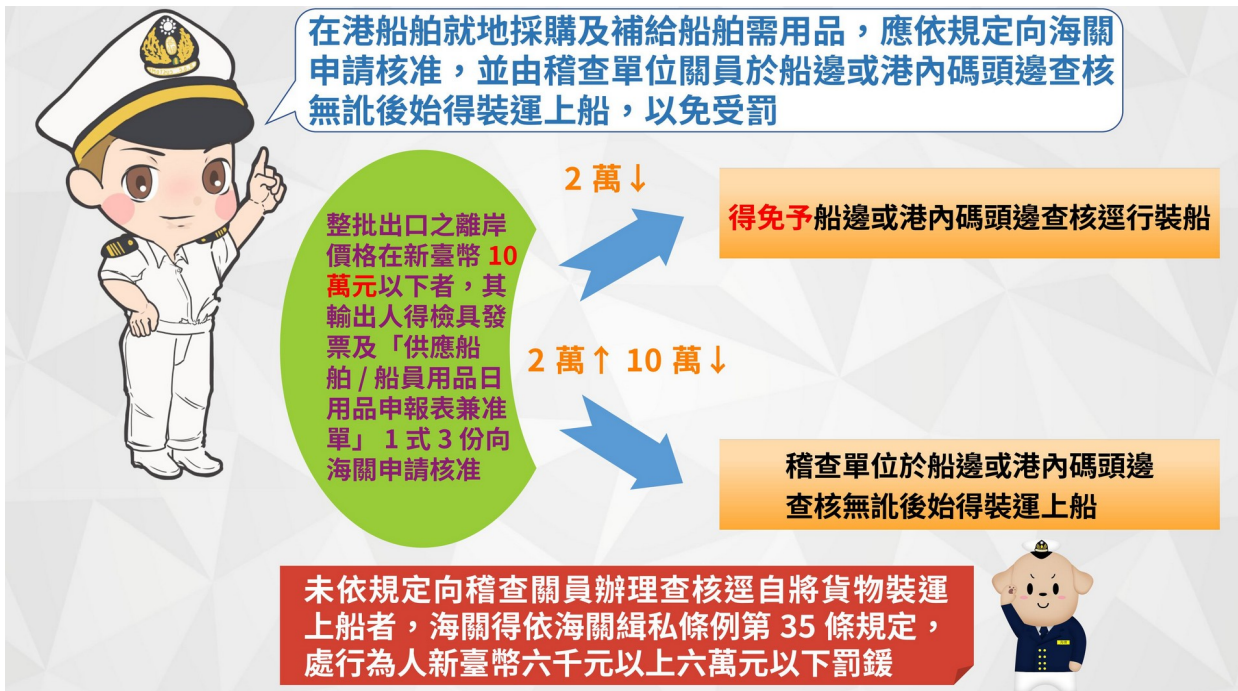 在港船舶就地採購及補給船舶需用品，應依規定向海關
申請核准，並由稽查單位關員於船邊或港內碼頭邊查核
無訛後始得裝運上船，以免受罰
整批出口之離岸
價格在新臺幣 10
萬元以下者，其
輸出人得檢具發
票及「供應船
舶 / 船員用品日
用品申報表兼准
單」 1 式 3 份向
海關申請核准
2 萬↓
得免予船邊或港內碼頭邊查核逕行裝船
2 萬↑ 10 萬↓
稽查單位於船邊或港內碼頭邊
查核無訛後始得裝運上船
未依規定向稽查關員辦理查核逕自將貨物裝運
上船者，海關得依海關緝私條例第 35 條規定，
處行為人新臺幣六千元以上六萬元以下罰鍰